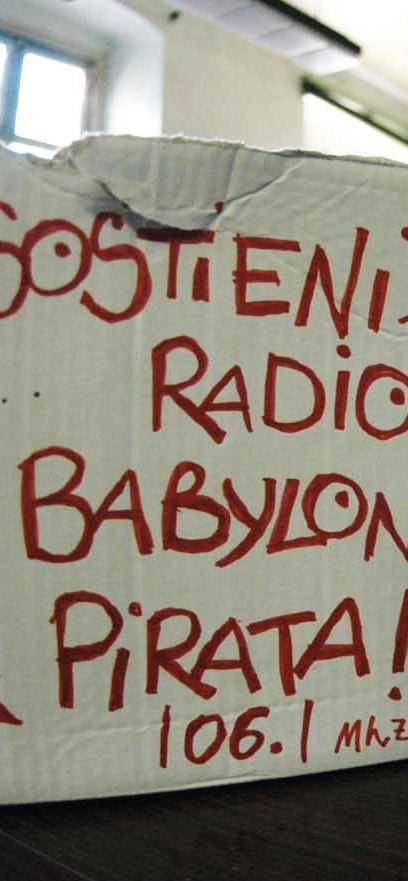 SOSTiENi
RADiO
BABYLON
PiRATA!
106.1 Mhz